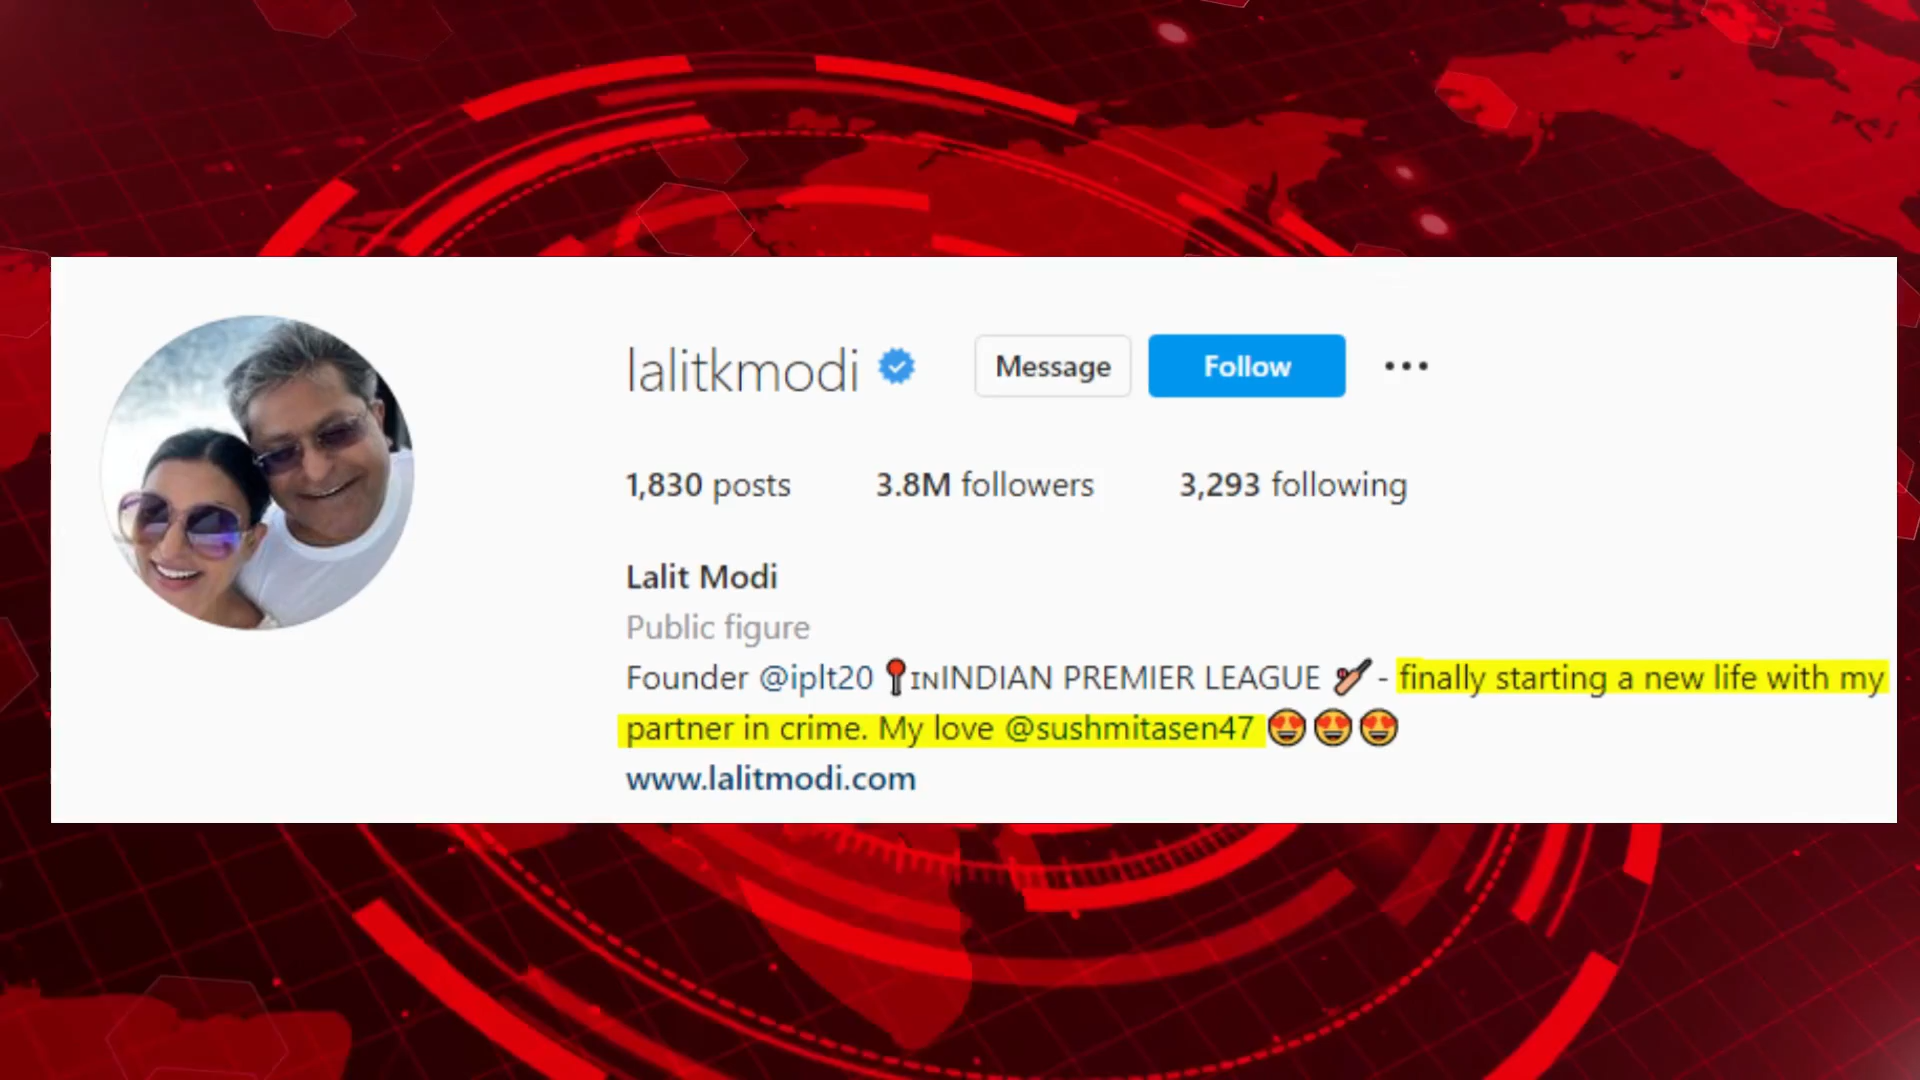 lalitkmodi
Message
Follow
1,830 posts
3.8M followers
3,293 following
Lalit Modi
Public figure
Founder @iplt20 📍ɪɴINDIAN PREMIER LEAGUE 🏏 - finally starting a new life with my
partner in crime. My love @sushmitasen47 😍😍😍
www.lalitmodi.com